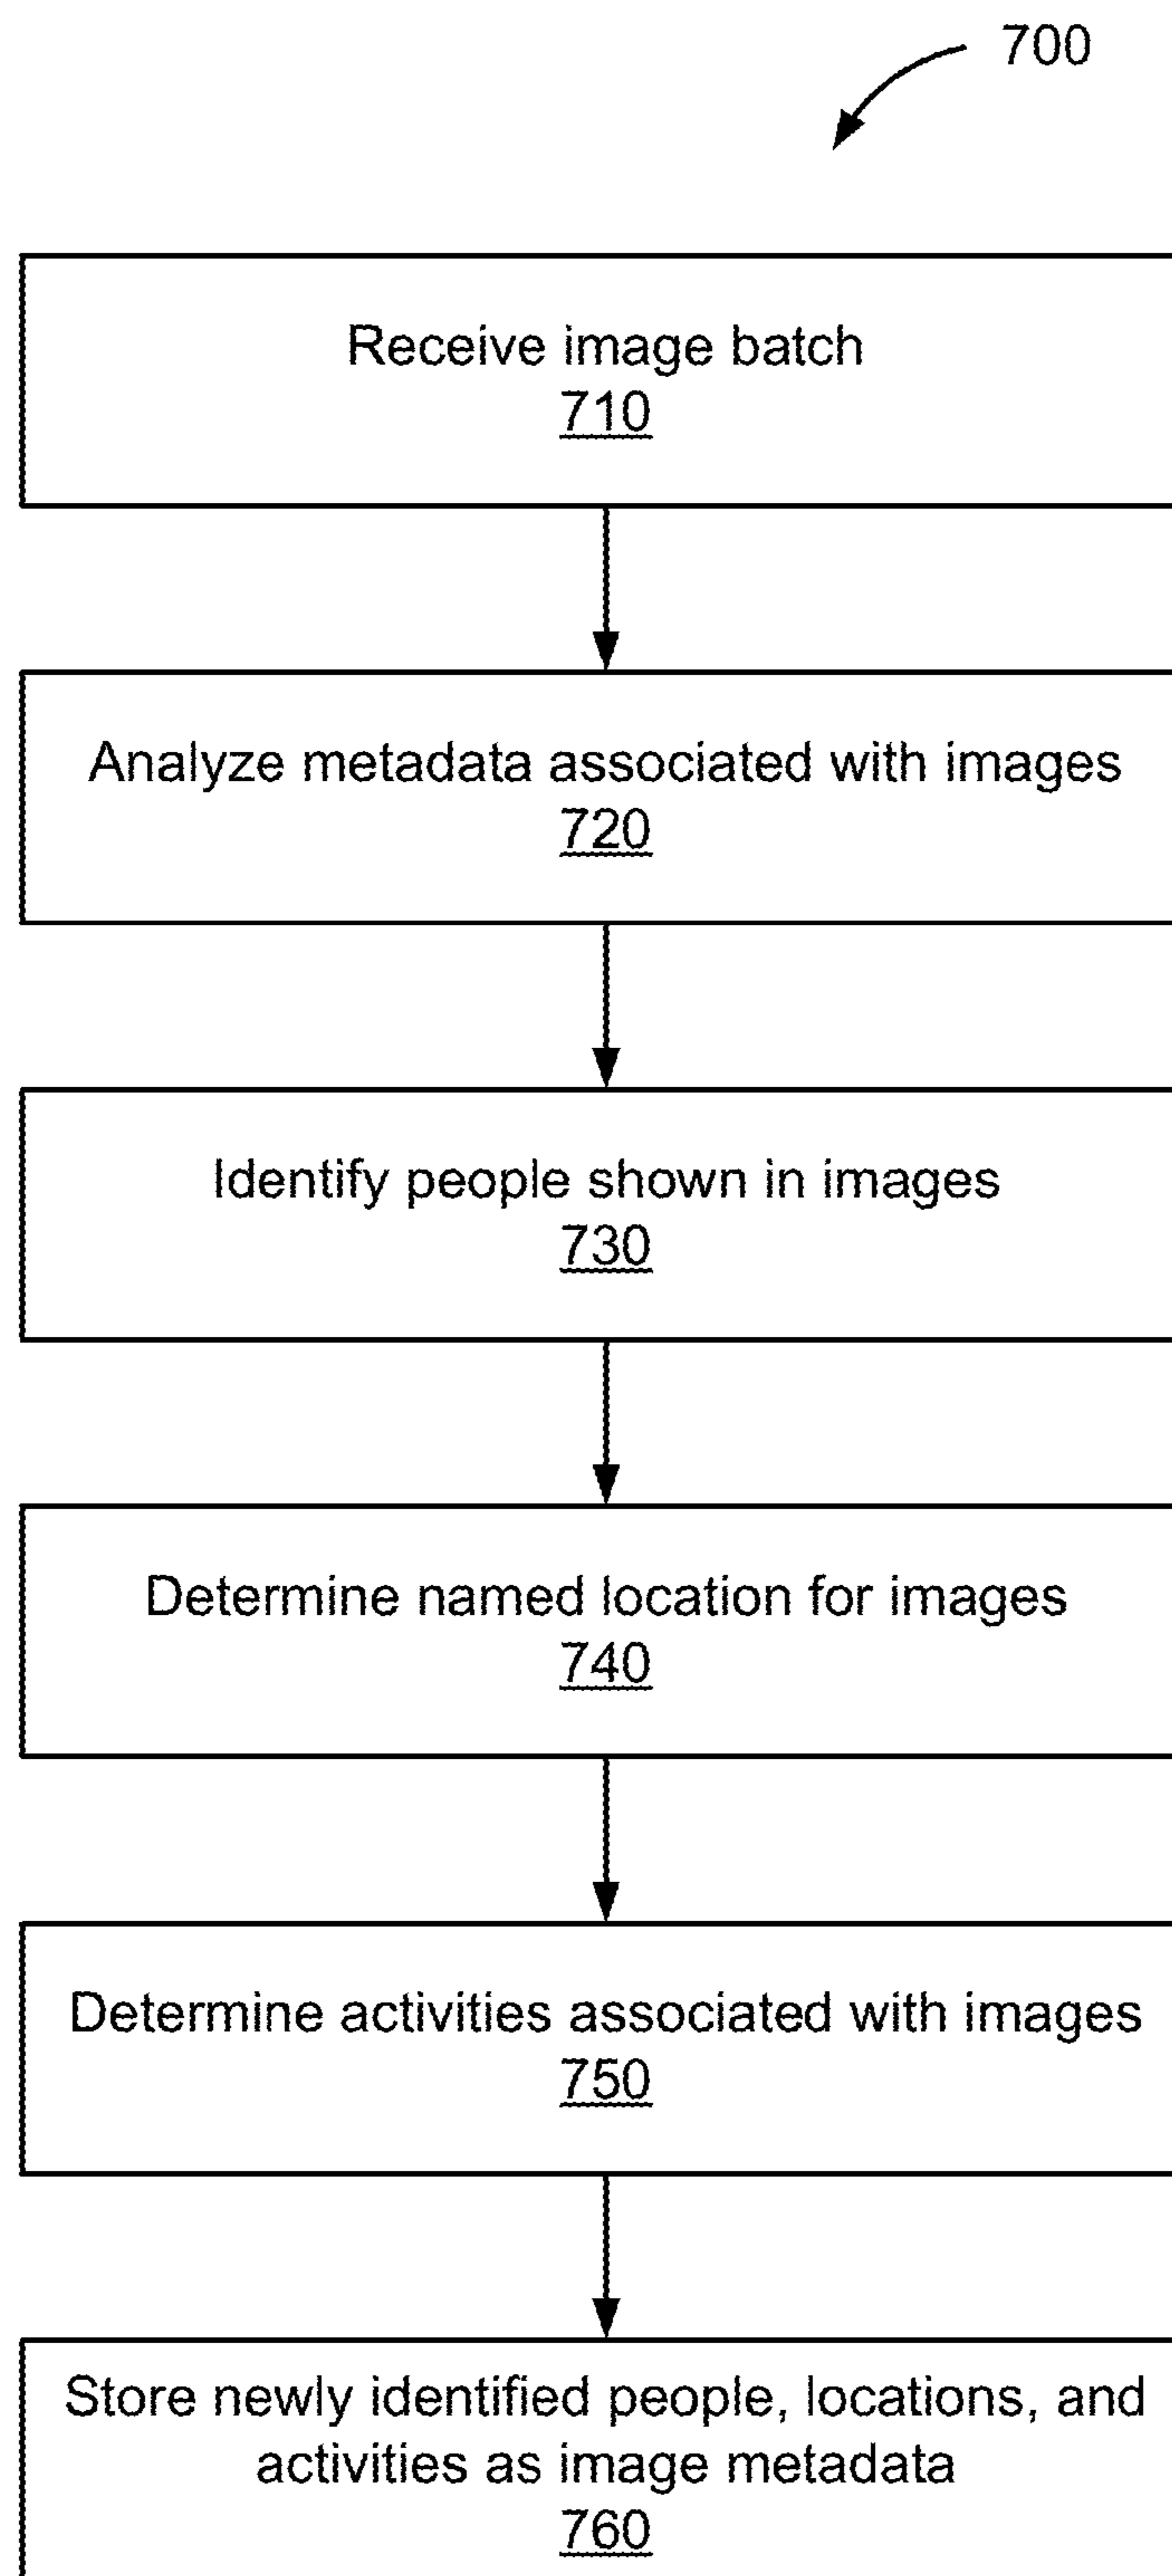 700
Receive image batch
710
Analyze metadata associated with images
720
Identify people shown in images
730
Determine named location for images
740
Determine activities associated with images
750
Store newly identified people, locations, and
activities as image metadata
760